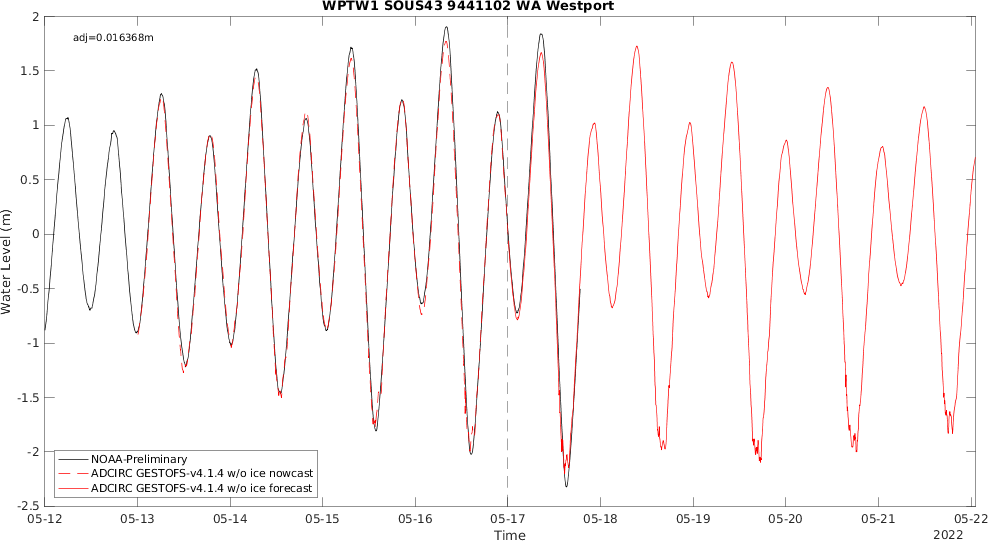 WPTW1 SOUS43 9441102 WA Westport
adj=0.016368m
2
1.5
1
0.5
0
-0.5
-1
-1.5
-2
-2.5
Water Level (m)
NOAA-Preliminary
ADCIRC GESTOFS-v4.1.4 w/o ice nowcast
ADCIRC GESTOFS-v4.1.4 w/o ice forecast
05-12 05-13 05-14 05-15 05-16 05-17 05-18 05-19 05-20 05-21 05-22
Time
2022